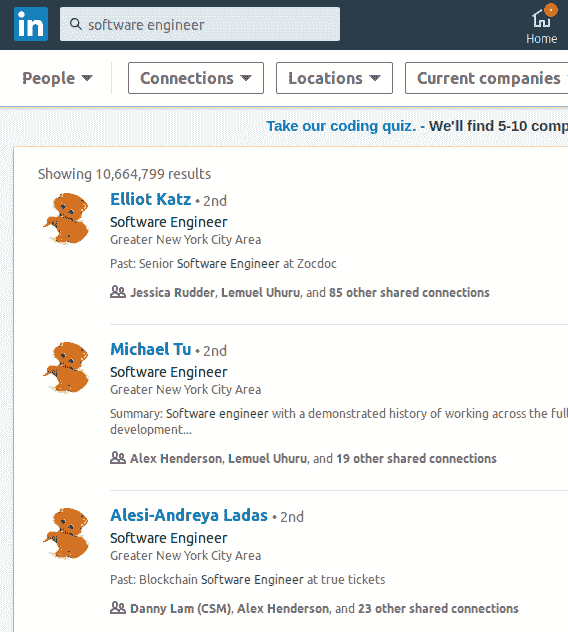 in
software engineer
Home
People
Connections
Locations
Current companies
Take our coding quiz. - We'll find 5-10 comp
Showing 10,664,799 results
Elliot Katz • 2nd
Software Engineer
Greater New York City Area
Past: Senior Software Engineer at Zocdoc
Jessica Rudder, Lemuel Uhuru, and 85 other shared connections
Michael Tu • 2nd
Software Engineer
Greater New York City Area
Summary: Software engineer with a demonstrated history of working across the full
development...
Alex Henderson, Lemuel Uhuru, and 19 other shared connections
Alesi-Andreya Ladas • 2nd
Software Engineer
Greater New York City Area
Past: Blockchain Software Engineer at true tickets
Danny Lam (CSM), Alex Henderson, and 23 other shared connections